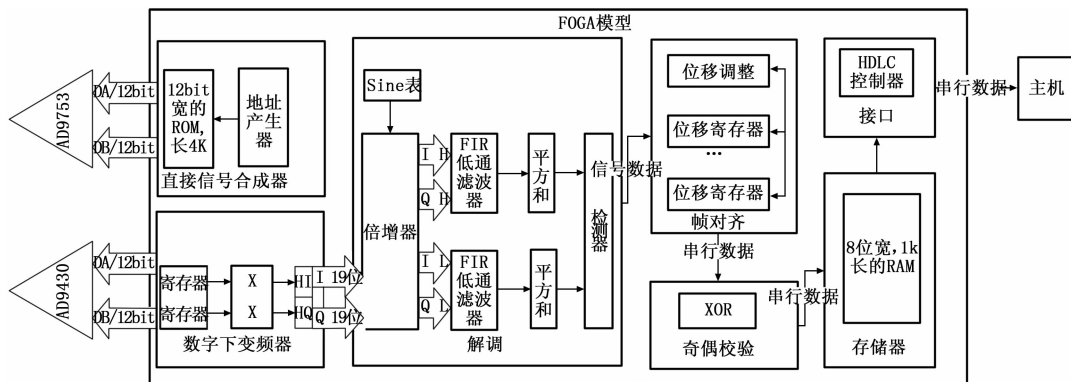 FOGA模型
AD9753
DA/12bit
DB/12bit
12bit
宽的
ROM,
长4K
地址
产生
器
直接信号合成器
AD9430
DA/12bit
DB/12bit
寄存器
寄存器
X
X
HI
HQ
I 19位
Q 19位
数字下变频器
Sine表
倍增器
I H
Q H
I L
Q L
FIR
低通
滤波
器
FIR
低通
滤波
器
平方和
平方和
检测器
解调
信号数据
位移调整
位移寄存器
...
位移寄存器
帧对齐
串行数据
XOR
奇偶校验
串行数据
8位宽,1k
长的RAM
存储器
HDLC
控制器
接口
串行数据
主机